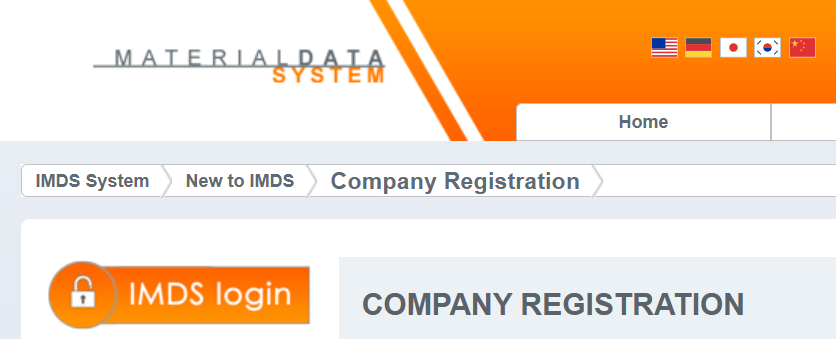 MATERIALDATA
SYSTEM
Home
IMDS System
New to IMDS
Company Registration
IMDS login
COMPANY REGISTRATION